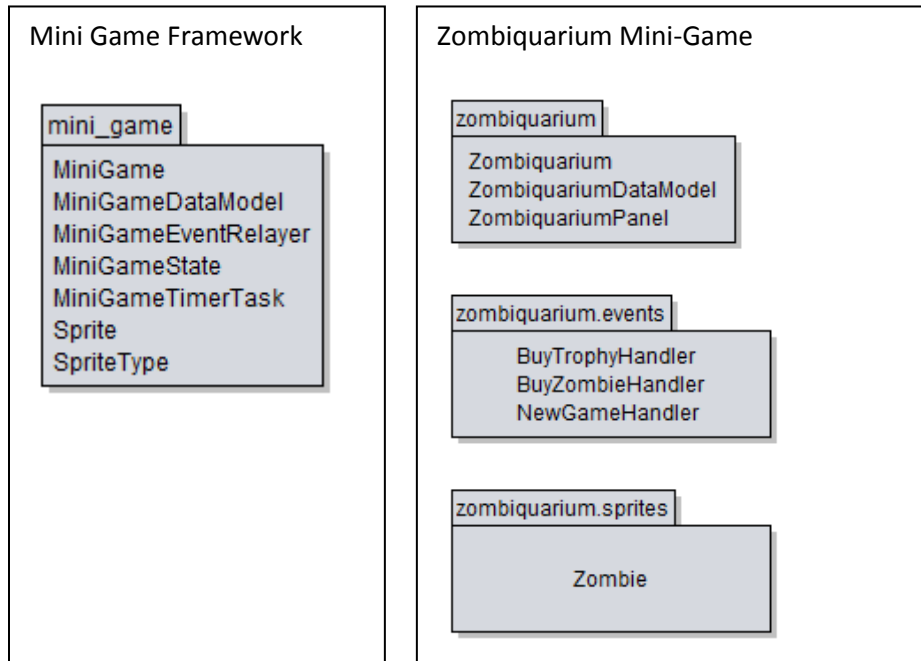 Mini Game Framework
mini_game
MiniGame
MiniGameDataModel
MiniGameEventRelayer
MiniGameState
MiniGameTimerTask
Sprite
SpriteType
Zombiquarium Mini-Game
zombiquarium
Zombiquarium
ZombiquariumDataModel
ZombiquariumPanel
zombiquarium.events
BuyTrophyHandler
BuyZombieHandler
NewGameHandler
zombiquarium.sprites
Zombie